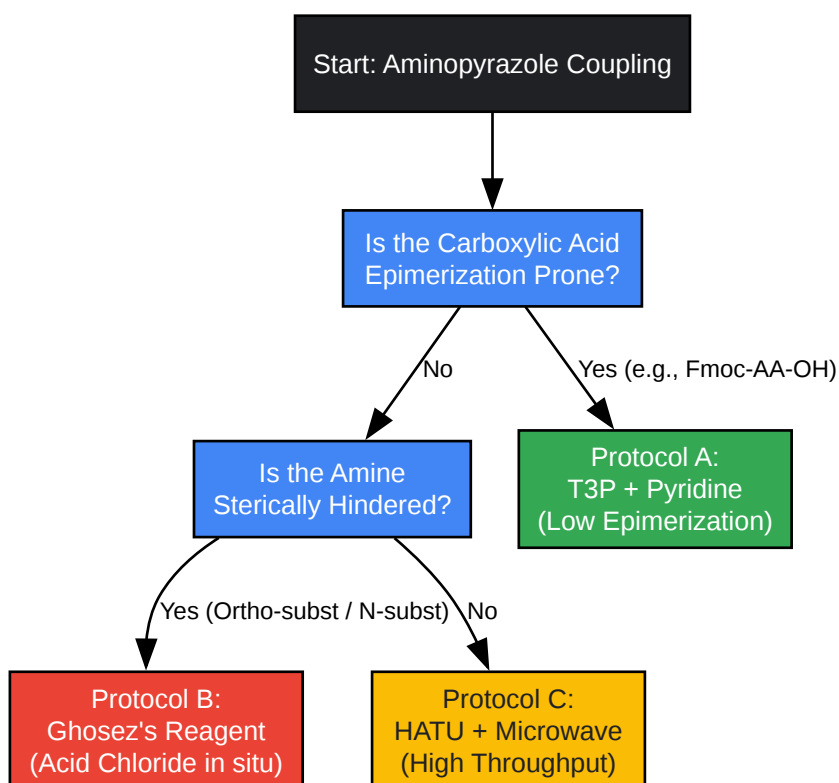 Start: Aminopyrazole Coupling
Is the Carboxylic Acid
Epimerization Prone?
No
Yes (e.g., Fmoc-AA-OH)
Is the Amine
Sterically Hindered?
Protocol A:
T3P + Pyridine
(Low Epimerization)
Yes (Ortho-subst / N-subst)
No
Protocol B:
Ghosez's Reagent
(Acid Chloride in situ)
Protocol C:
HATU + Microwave
(High Throughput)